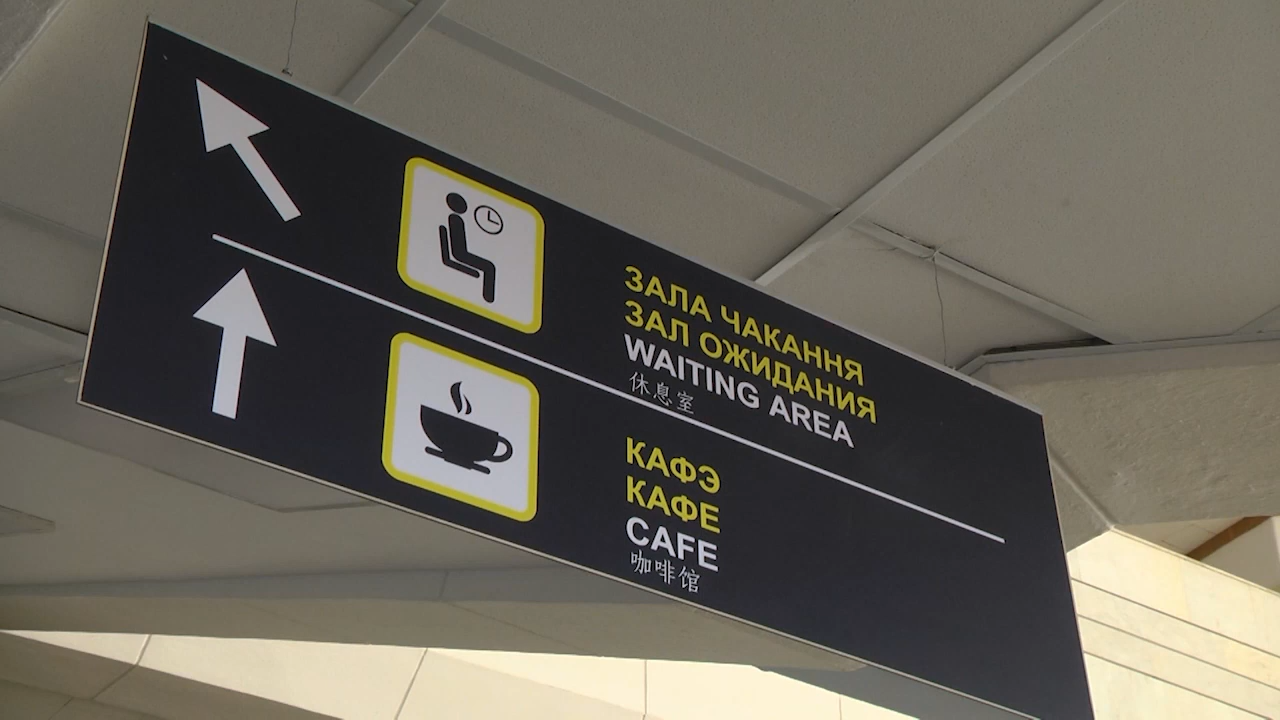 ЗАЛА ЧАКАННЯ
ЗАЛ ОЖИДАНИЯ
WAITING AREA
休息室
КАФЭ
КАФЕ
CAFE
咖啡馆